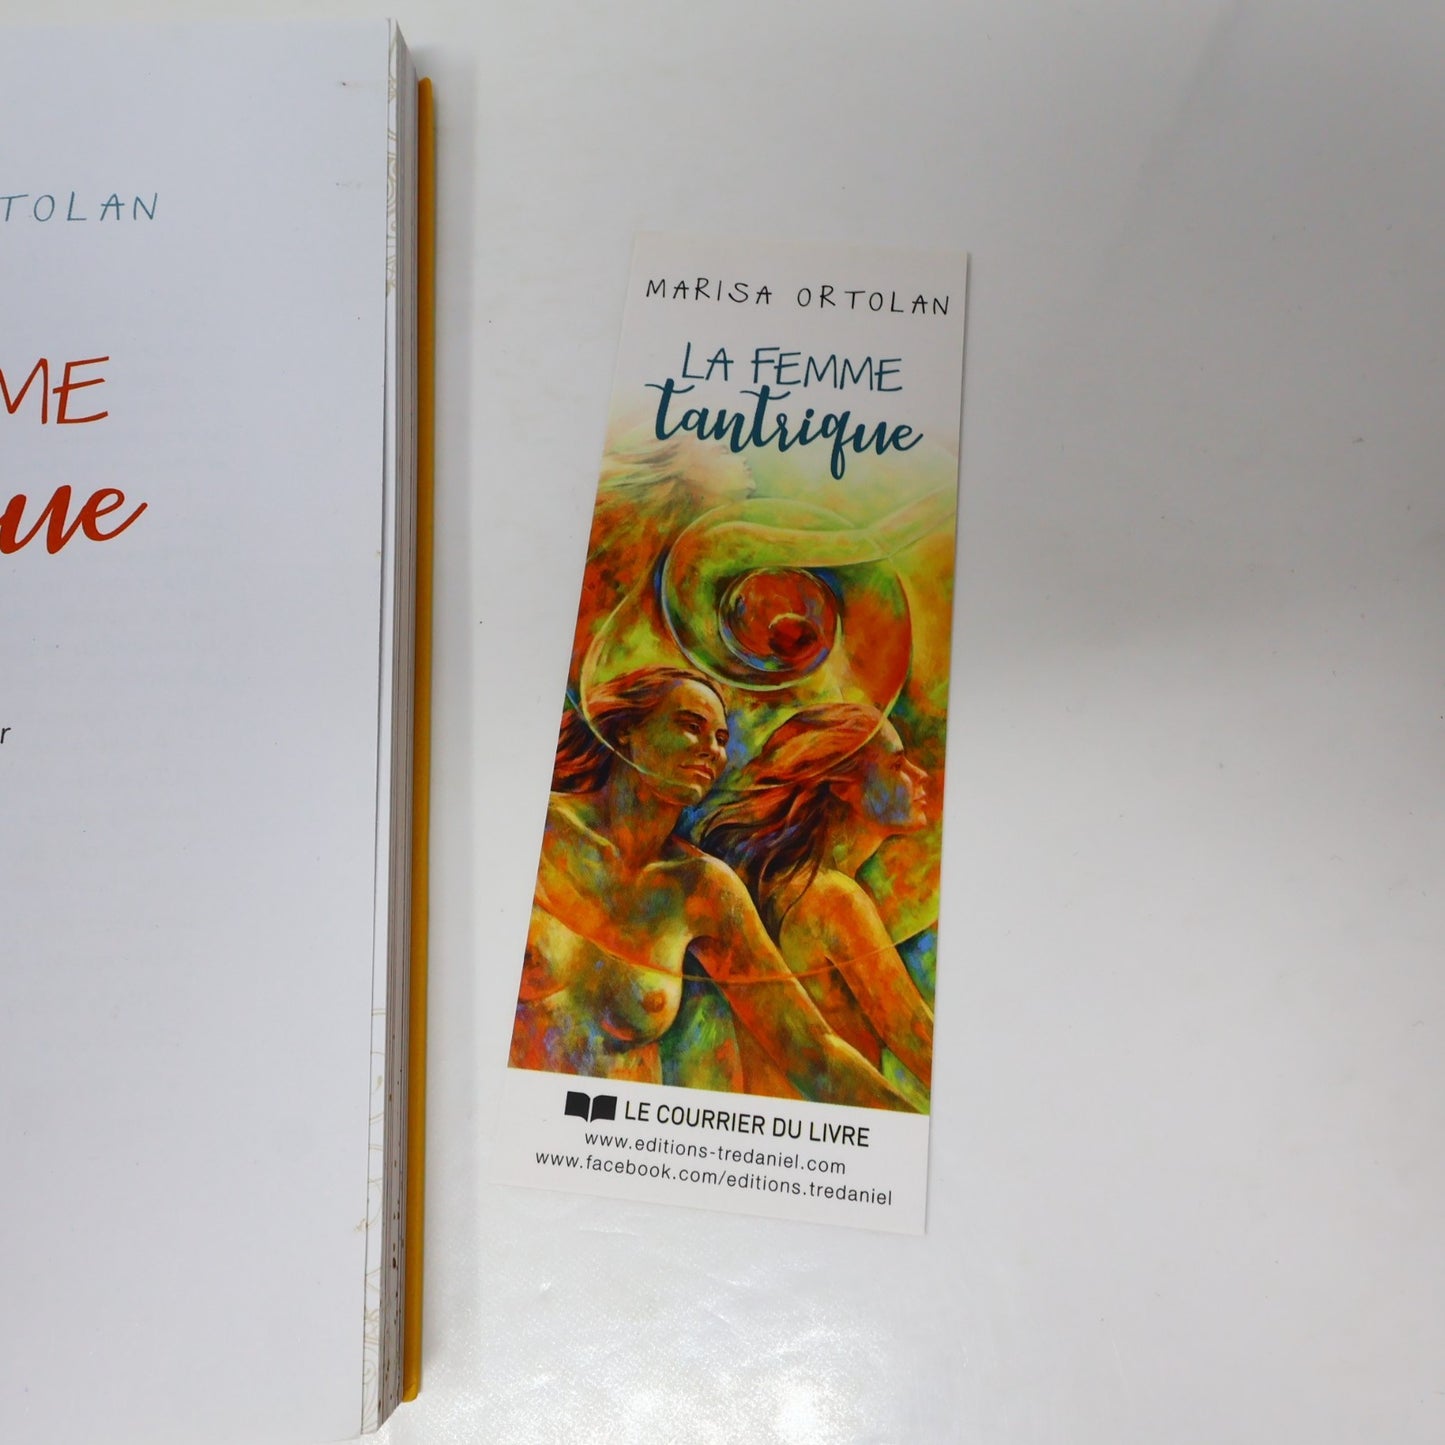 TOLAN
ME
ue
r
MARISA ORTOLAN
LA FEMME
tantrique
LE COURRIER DU LIVRE
www.editions-tredaniel.com
www.facebook.com/editions.tredaniel